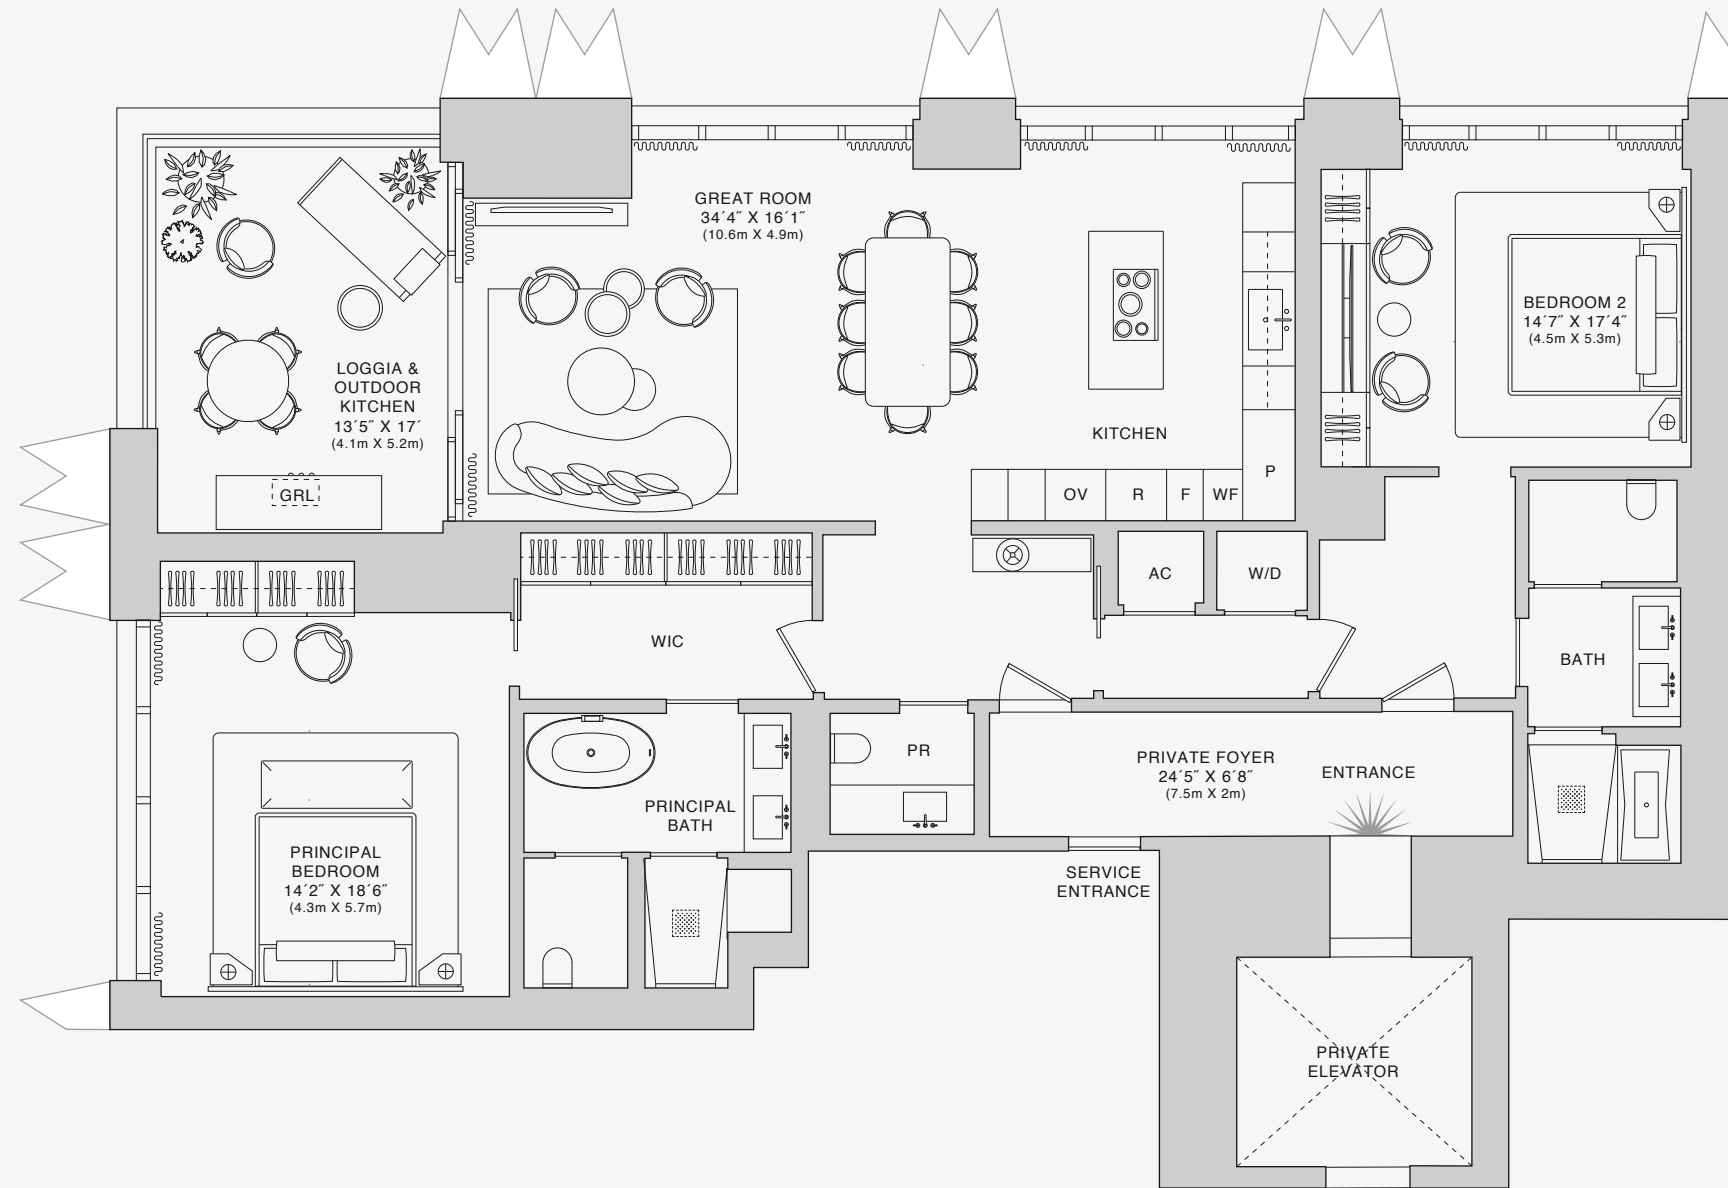 GREAT ROOM
34´4˝ X 16´1˝
(10.6m X 4.9m)
BEDROOM 2
14´7˝ X 17´4˝
(4.5m X 5.3m)
LOGGIA &
OUTDOOR
KITCHEN
13´5˝ X 17´
(4.1m X 5.2m)
GRL
KITCHEN
OV
R
F
WF
P
AC
W/D
WIC
BATH
PR
PRIVATE FOYER
24´5˝ X 6´8˝
(7.5m X 2m)
ENTRANCE
PRINCIPAL
BATH
PRINCIPAL
BEDROOM
14´2˝ X 18´6˝
(4.3m X 5.7m)
SERVICE
ENTRANCE
PRIVATE
ELEVATOR